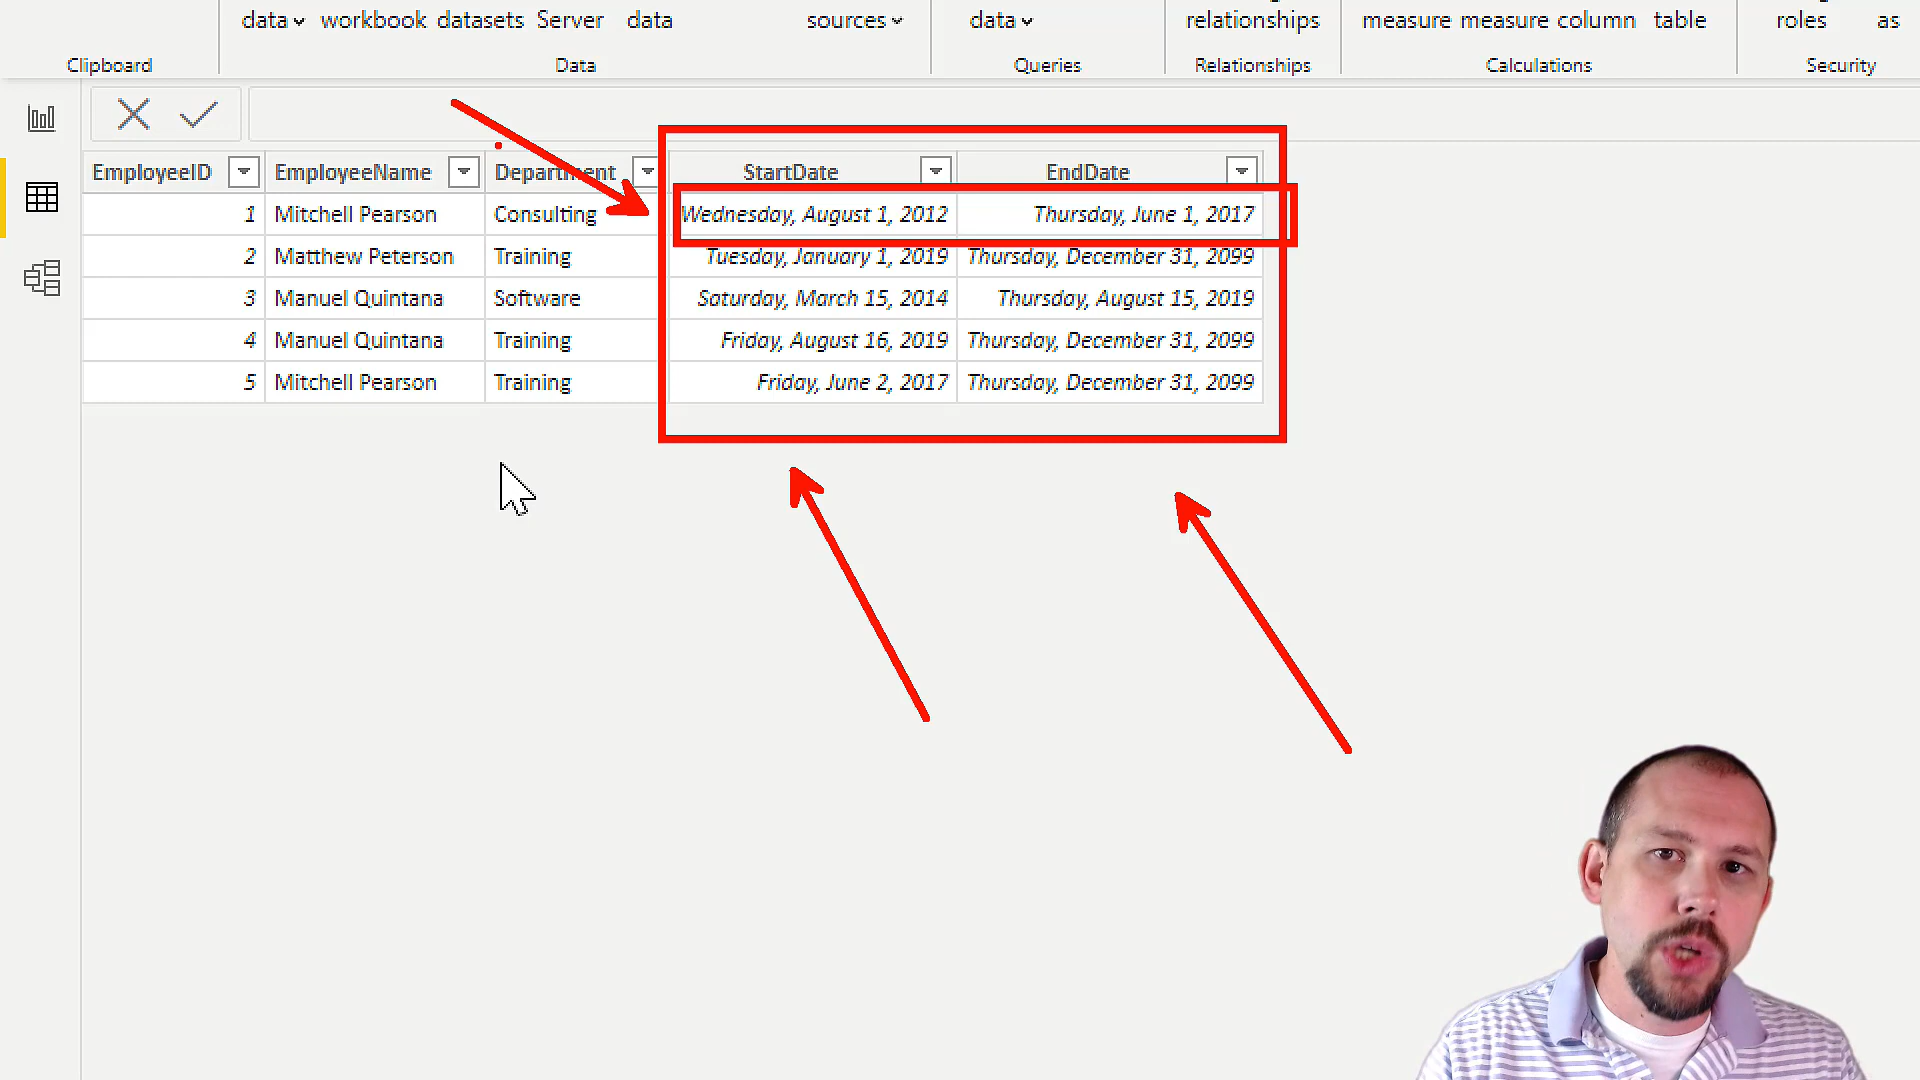 data workbook datasets Server data sources data relationships measure measure column table roles as
Clipboard Data Queries Relationships Calculations Security
EmployeeID EmployeeName Department StartDate EndDate
1 Mitchell Pearson Consulting Wednesday, August 1, 2012 Thursday, June 1, 2017
2 Matthew Peterson Training Tuesday, January 1, 2019 Thursday, December 31, 2099
3 Manuel Quintana Software Saturday, March 15, 2014 Thursday, August 15, 2019
4 Manuel Quintana Training Friday, August 16, 2019 Thursday, December 31, 2099
5 Mitchell Pearson Training Friday, June 2, 2017 Thursday, December 31, 2099